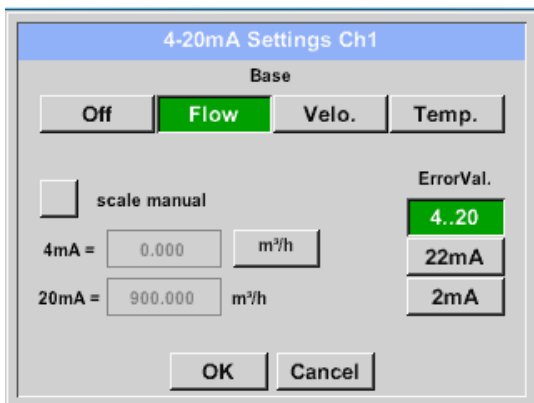 4-20mA Settings Ch1
Base
Off Flow Velo. Temp.
ErrorVal.
scale manual
4..20
4mA = 0.000 m³/h
22mA
20mA = 900.000 m³/h
2mA
OK Cancel